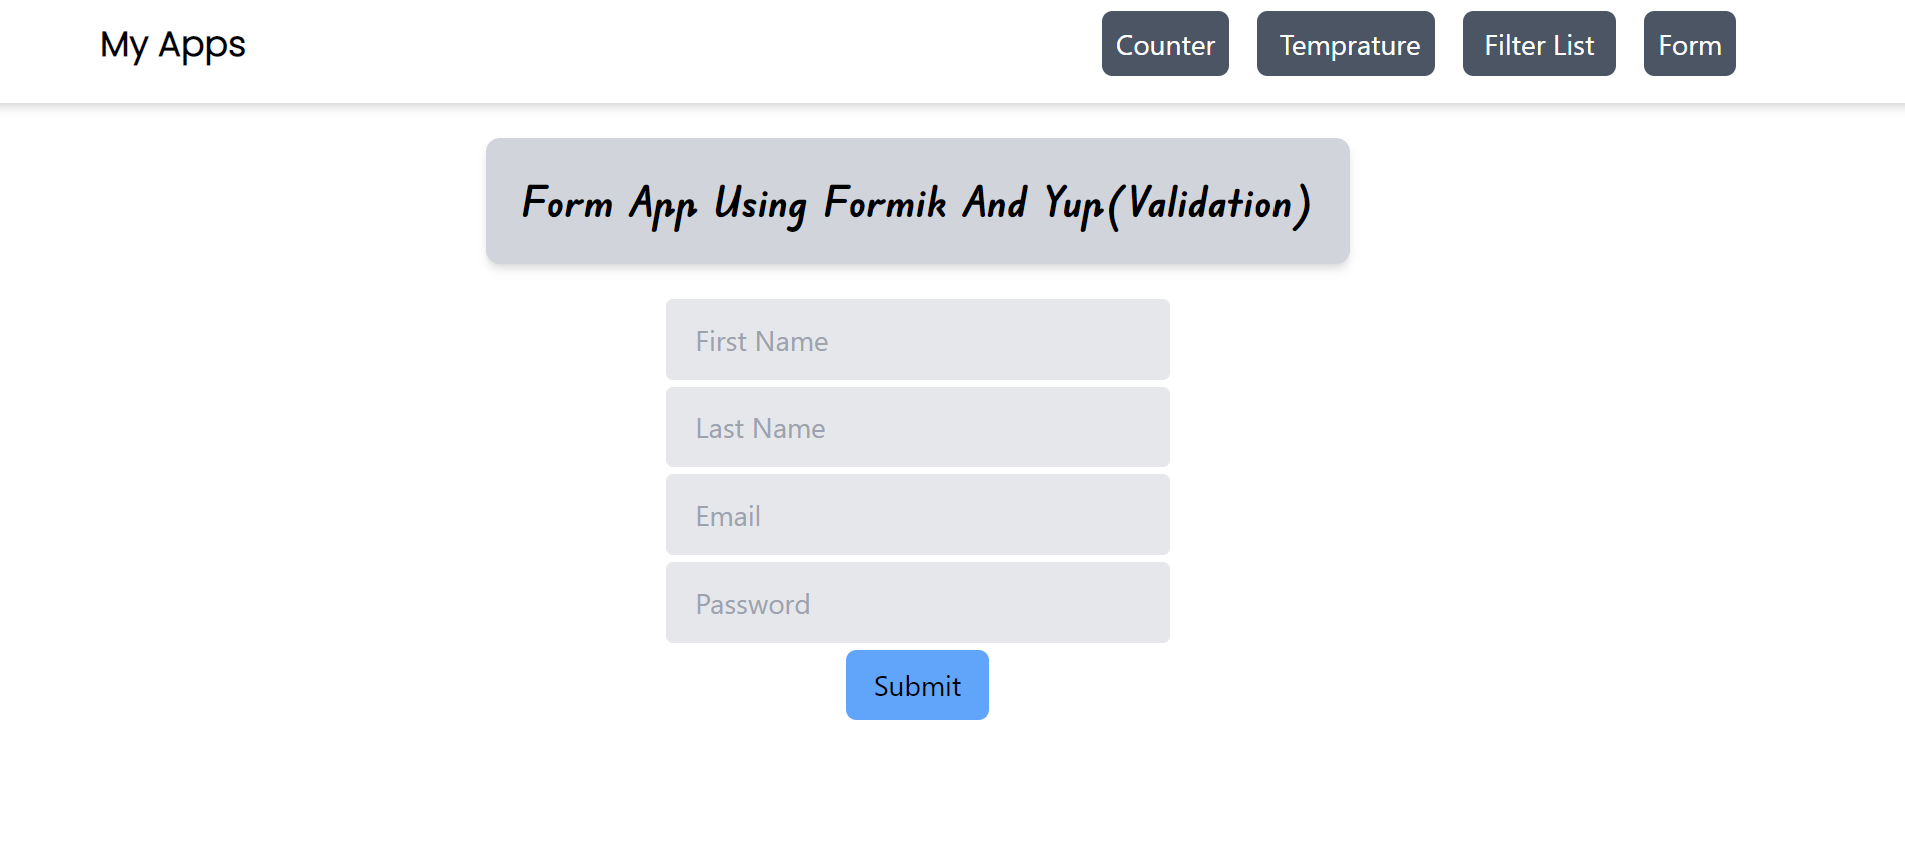 My Apps
Counter
Temprature
Filter List
Form
Form App Using Formik And Yup(Validation)
First Name
Last Name
Email
Password
Submit